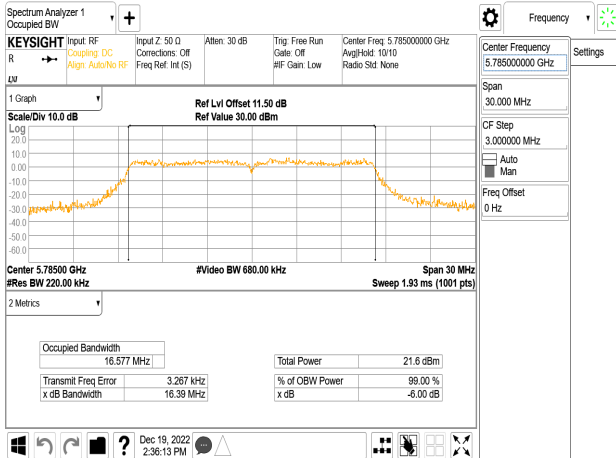 Spectrum Analyzer 1
Occupied BW
Frequency
KEYSIGHT
R
Input: RF
Coupling: DC
Align: Auto/No RF
Input Z: 50 Ω
Corrections: Off
Freq Ref: Int (S)
Atten: 30 dB
Trig: Free Run
Gate: Off
#IF Gain: Low
Center Freq: 5.785000000 GHz
Avg|Hold: 10/10
Radio Std: None
Center Frequency
5.785000000 GHz
Settings
Span
30.000 MHz
CF Step
3.000000 MHz
Auto
Man
Freq Offset
0 Hz
1 Graph
Scale/Div 10.0 dB
Ref Lvl Offset 11.50 dB
Ref Value 30.00 dBm
Log
20.0
10.0
0.00
-10.0
-20.0
-30.0
-40.0
-50.0
-60.0
Center 5.78500 GHz
#Video BW 680.00 kHz
Span 30 MHz
#Res BW 220.00 kHz
Sweep 1.93 ms (1001 pts)
2 Metrics
Occupied Bandwidth
16.577 MHz
Total Power 21.6 dBm
Transmit Freq Error 3.267 kHz
% of OBW Power 99.00 %
x dB Bandwidth 16.39 MHz
x dB -6.00 dB
?
Dec 19, 2022
2:36:13 PM